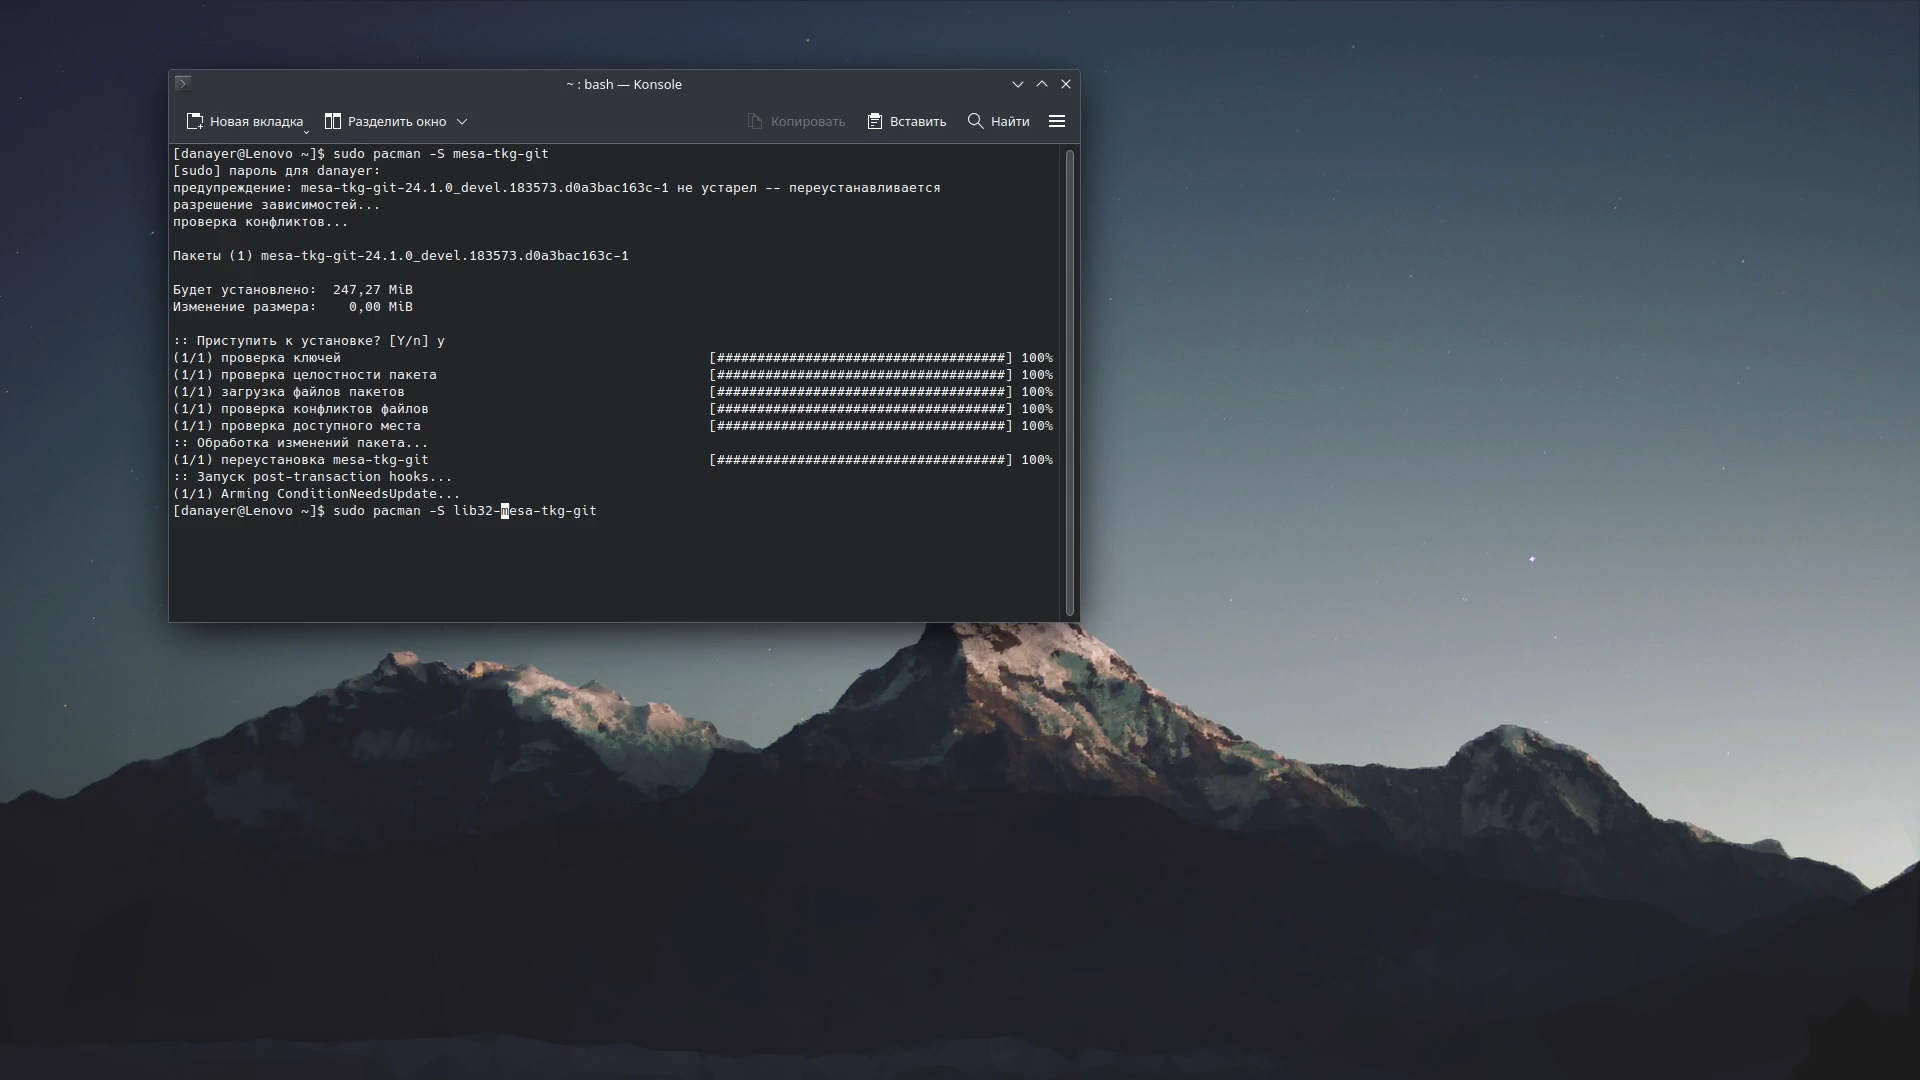 ~ : bash — Konsole
Новая вкладка Разделить окно Копировать Вставить Найти
[danayer@Lenovo ~]$ sudo pacman -S mesa-tkg-git
[sudo] пароль для danayer:
предупреждение: mesa-tkg-git-24.1.0_devel.183573.d0a3bac163c-1 не устарел -- переустанавливается
разрешение зависимостей...
проверка конфликтов...
Пакеты (1) mesa-tkg-git-24.1.0_devel.183573.d0a3bac163c-1
Будет установлено:  247,27 MiB
Изменение размера:    0,00 MiB
:: Приступить к установке? [Y/n] y
(1/1) проверка ключей [####################################] 100%
(1/1) проверка целостности пакета [####################################] 100%
(1/1) загрузка файлов пакетов [####################################] 100%
(1/1) проверка конфликтов файлов [####################################] 100%
(1/1) проверка доступного места [####################################] 100%
:: Обработка изменений пакета...
(1/1) переустановка mesa-tkg-git [####################################] 100%
:: Запуск post-transaction hooks...
(1/1) Arming ConditionNeedsUpdate...
[danayer@Lenovo ~]$ sudo pacman -S lib32-mesa-tkg-git